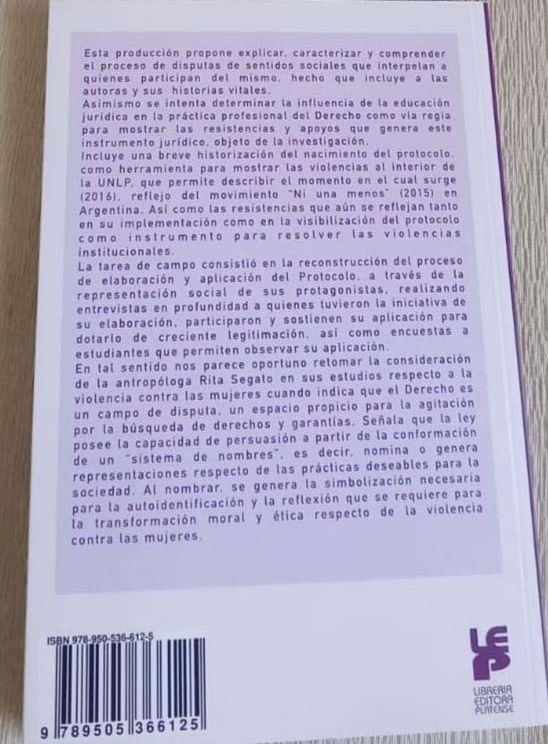 Esta producción propone explicar, caracterizar y comprender
el proceso de disputas de sentidos sociales que interpelan a
quienes participan del mismo, hecho que incluye a las
autoras y sus historias vitales.
Asimismo se intenta determinar la influencia de la educación
jurídica en la práctica profesional del Derecho como vía regia
para mostrar las resistencias y apoyos que genera este
instrumento jurídico, objeto de la investigación.
Incluye una breve historización del nacimiento del protocolo,
como herramienta para mostrar las violencias al interior de
la UNLP, que permite describir el momento en el cual surge
(2016), reflejo del movimiento "Ni una menos" (2015) en
Argentina. Así como las resistencias que aún se reflejan tanto
en su implementación como en la visibilización del protocolo
como instrumento para resolver las violencias
institucionales.
La tarea de campo consistió en la reconstrucción del proceso
de elaboración y aplicación del Protocolo, a través de la
representación social de sus protagonistas, realizando
entrevistas en profundidad a quienes tuvieron la iniciativa de
su elaboración, participaron y sostienen su aplicación para
dotarlo de creciente legitimación, así como encuestas a
estudiantes que permiten observar su aplicación.
En tal sentido nos parece oportuno retomar la consideración
de la antropóloga Rita Segato en sus estudios respecto a la
violencia contra las mujeres cuando indica que el Derecho es
un campo de disputa, un espacio propicio para la agitación
por la búsqueda de derechos y garantías. Señala que la ley
posee la capacidad de persuasión a partir de la conformación
de un "sistema de nombres", es decir, nomina o genera
representaciones respecto de las prácticas deseables para la
sociedad. Al nombrar, se genera la simbolización necesaria
para la autoidentificación y la reflexión que se requiere para
la transformación moral y ética respecto de la violencia
contra las mujeres.
ISBN 978-950-536-612-5
9 789505 366125
LEP
LIBRERIA
EDITORA
PLATENSE